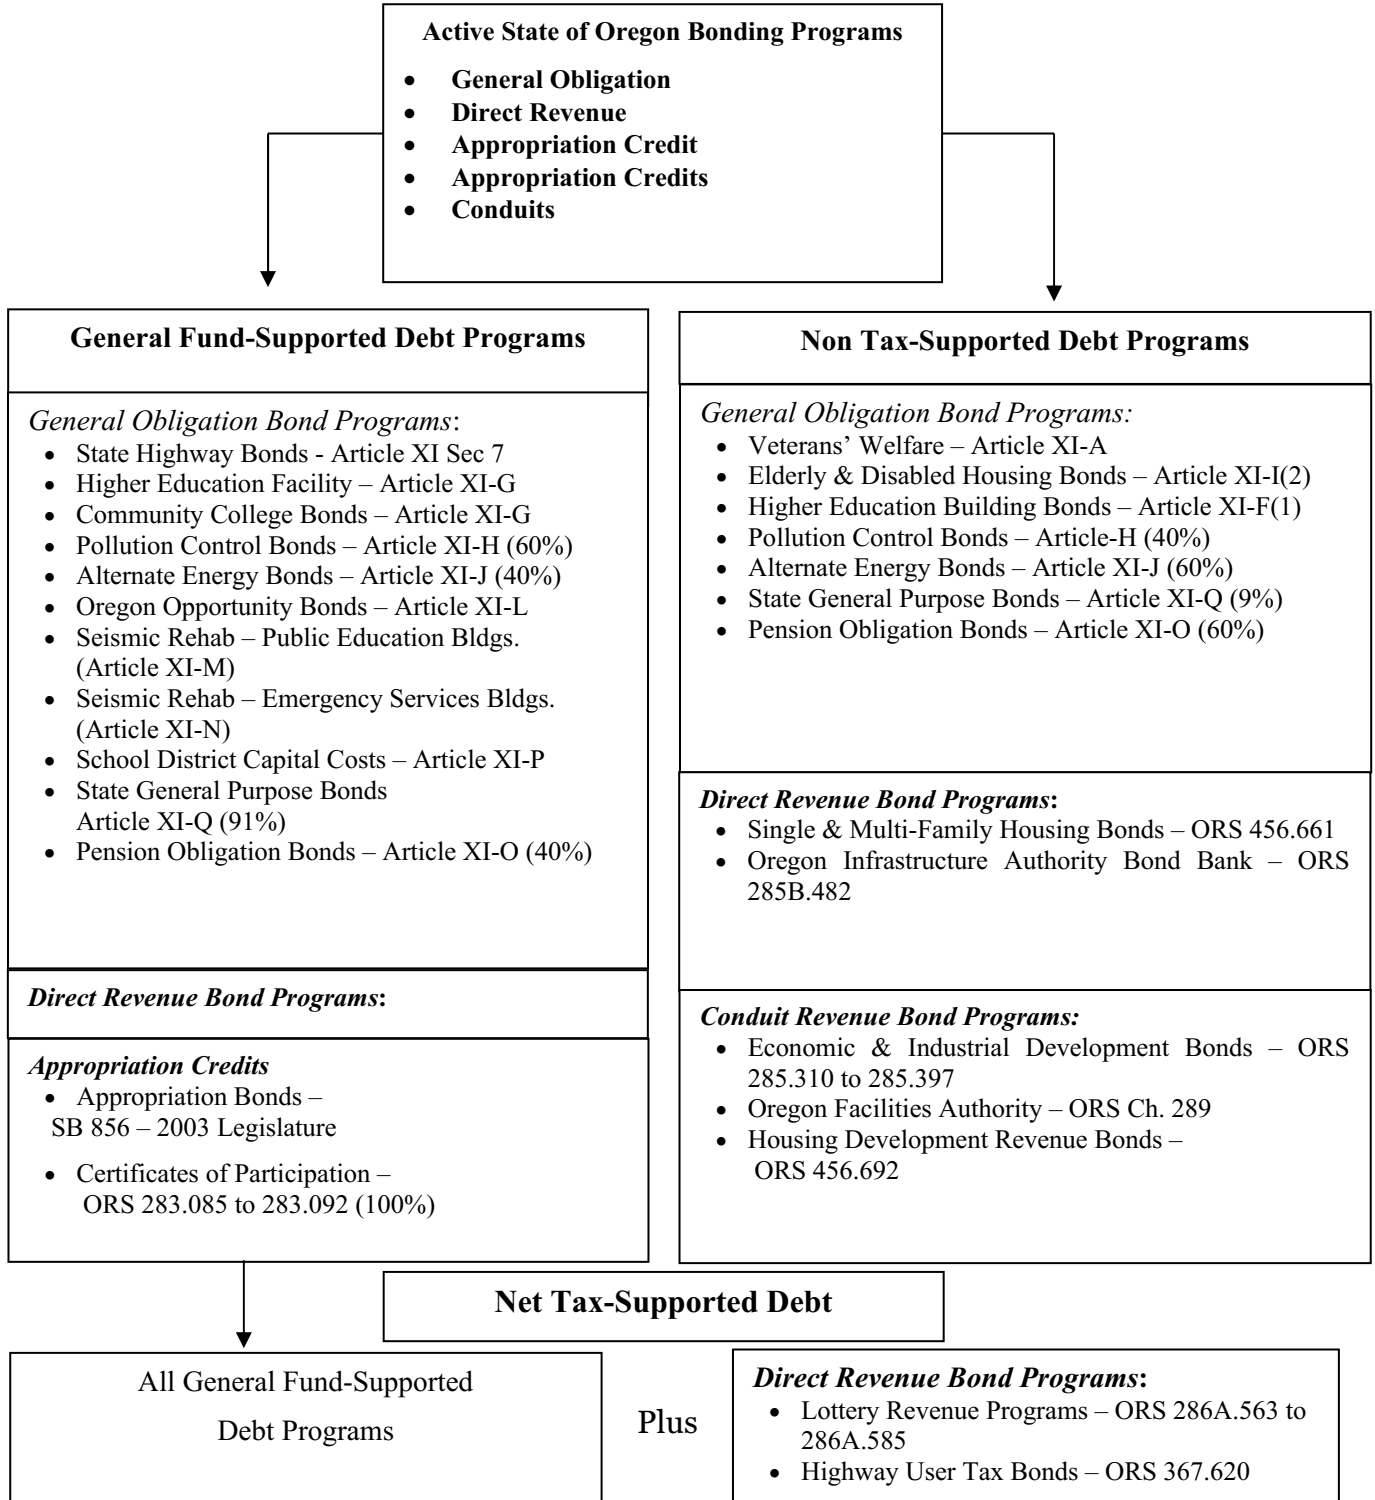 Active State of Oregon Bonding Programs
• General Obligation
• Direct Revenue
• Appropriation Credit
• Appropriation Credits
• Conduits
General Fund-Supported Debt Programs
General Obligation Bond Programs:
• State Highway Bonds - Article XI Sec 7
• Higher Education Facility – Article XI-G
• Community College Bonds – Article XI-G
• Pollution Control Bonds – Article XI-H (60%)
• Alternate Energy Bonds – Article XI-J (40%)
• Oregon Opportunity Bonds – Article XI-L
• Seismic Rehab – Public Education Bldgs.
(Article XI-M)
• Seismic Rehab – Emergency Services Bldgs.
(Article XI-N)
• School District Capital Costs – Article XI-P
• State General Purpose Bonds
Article XI-Q (91%)
• Pension Obligation Bonds – Article XI-O (40%)
Direct Revenue Bond Programs:
Appropriation Credits
• Appropriation Bonds –
SB 856 – 2003 Legislature
• Certificates of Participation –
ORS 283.085 to 283.092 (100%)
Non Tax-Supported Debt Programs
General Obligation Bond Programs:
• Veterans’ Welfare – Article XI-A
• Elderly & Disabled Housing Bonds – Article XI-I(2)
• Higher Education Building Bonds – Article XI-F(1)
• Pollution Control Bonds – Article-H (40%)
• Alternate Energy Bonds – Article XI-J (60%)
• State General Purpose Bonds – Article XI-Q (9%)
• Pension Obligation Bonds – Article XI-O (60%)
Direct Revenue Bond Programs:
• Single & Multi-Family Housing Bonds – ORS 456.661
• Oregon Infrastructure Authority Bond Bank – ORS
285B.482
Conduit Revenue Bond Programs:
• Economic & Industrial Development Bonds – ORS
285.310 to 285.397
• Oregon Facilities Authority – ORS Ch. 289
• Housing Development Revenue Bonds –
ORS 456.692
Net Tax-Supported Debt
All General Fund-Supported
Debt Programs
Plus
Direct Revenue Bond Programs:
• Lottery Revenue Programs – ORS 286A.563 to
286A.585
• Highway User Tax Bonds – ORS 367.620